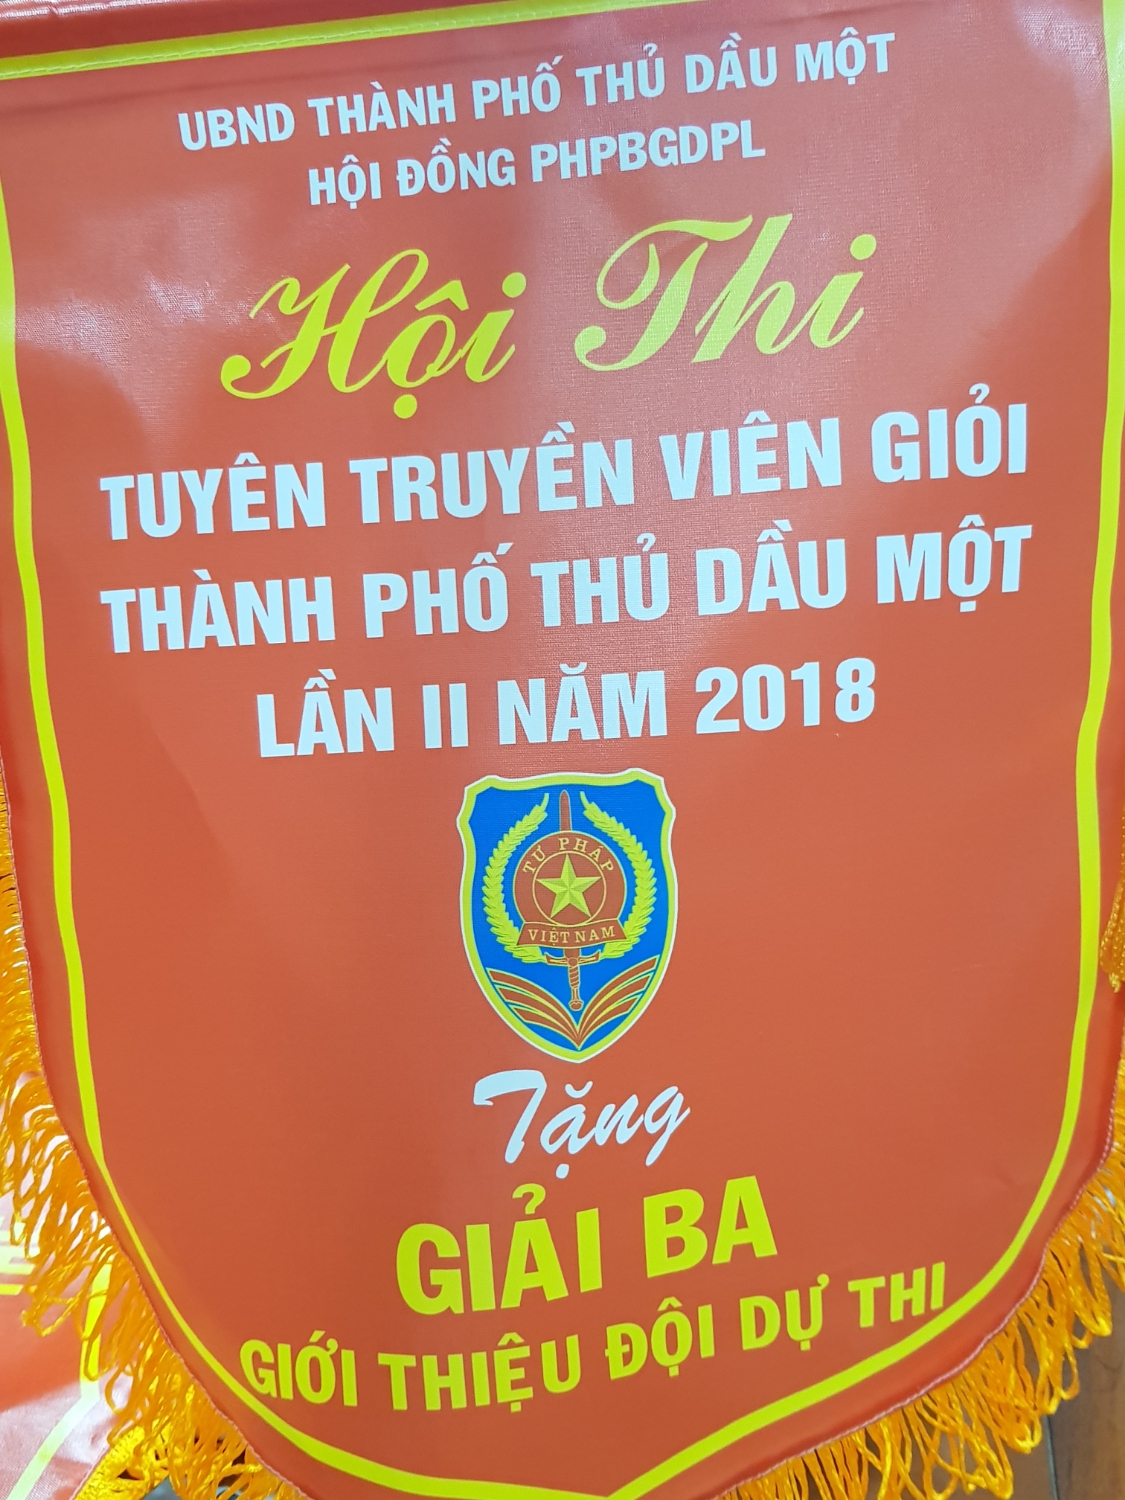 UBND THÀNH PHỐ THỦ DẦU MỘT
HỘI ĐỒNG PHPBGDPL
Hội Thi
TUYÊN TRUYỀN VIÊN GIỎI
THÀNH PHỐ THỦ DẦU MỘT
LẦN II NĂM 2018
TƯ PHÁP
VIỆT NAM
Tặng
GIẢI BA
GIỚI THIỆU ĐỘI DỰ THI